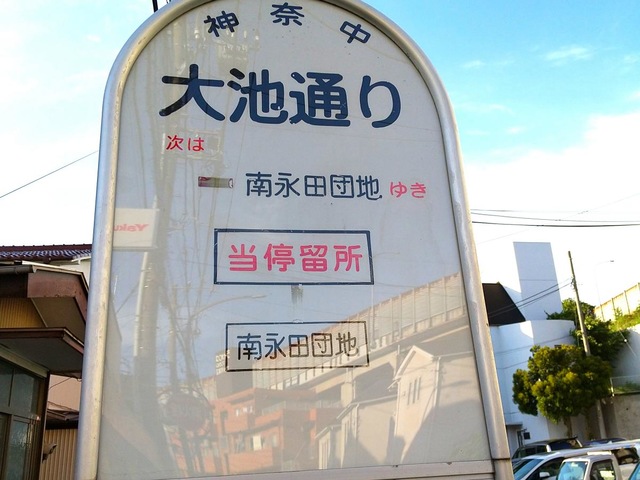 神奈中
大池通り
次は
南永田団地 ゆき
当停留所
南永田団地